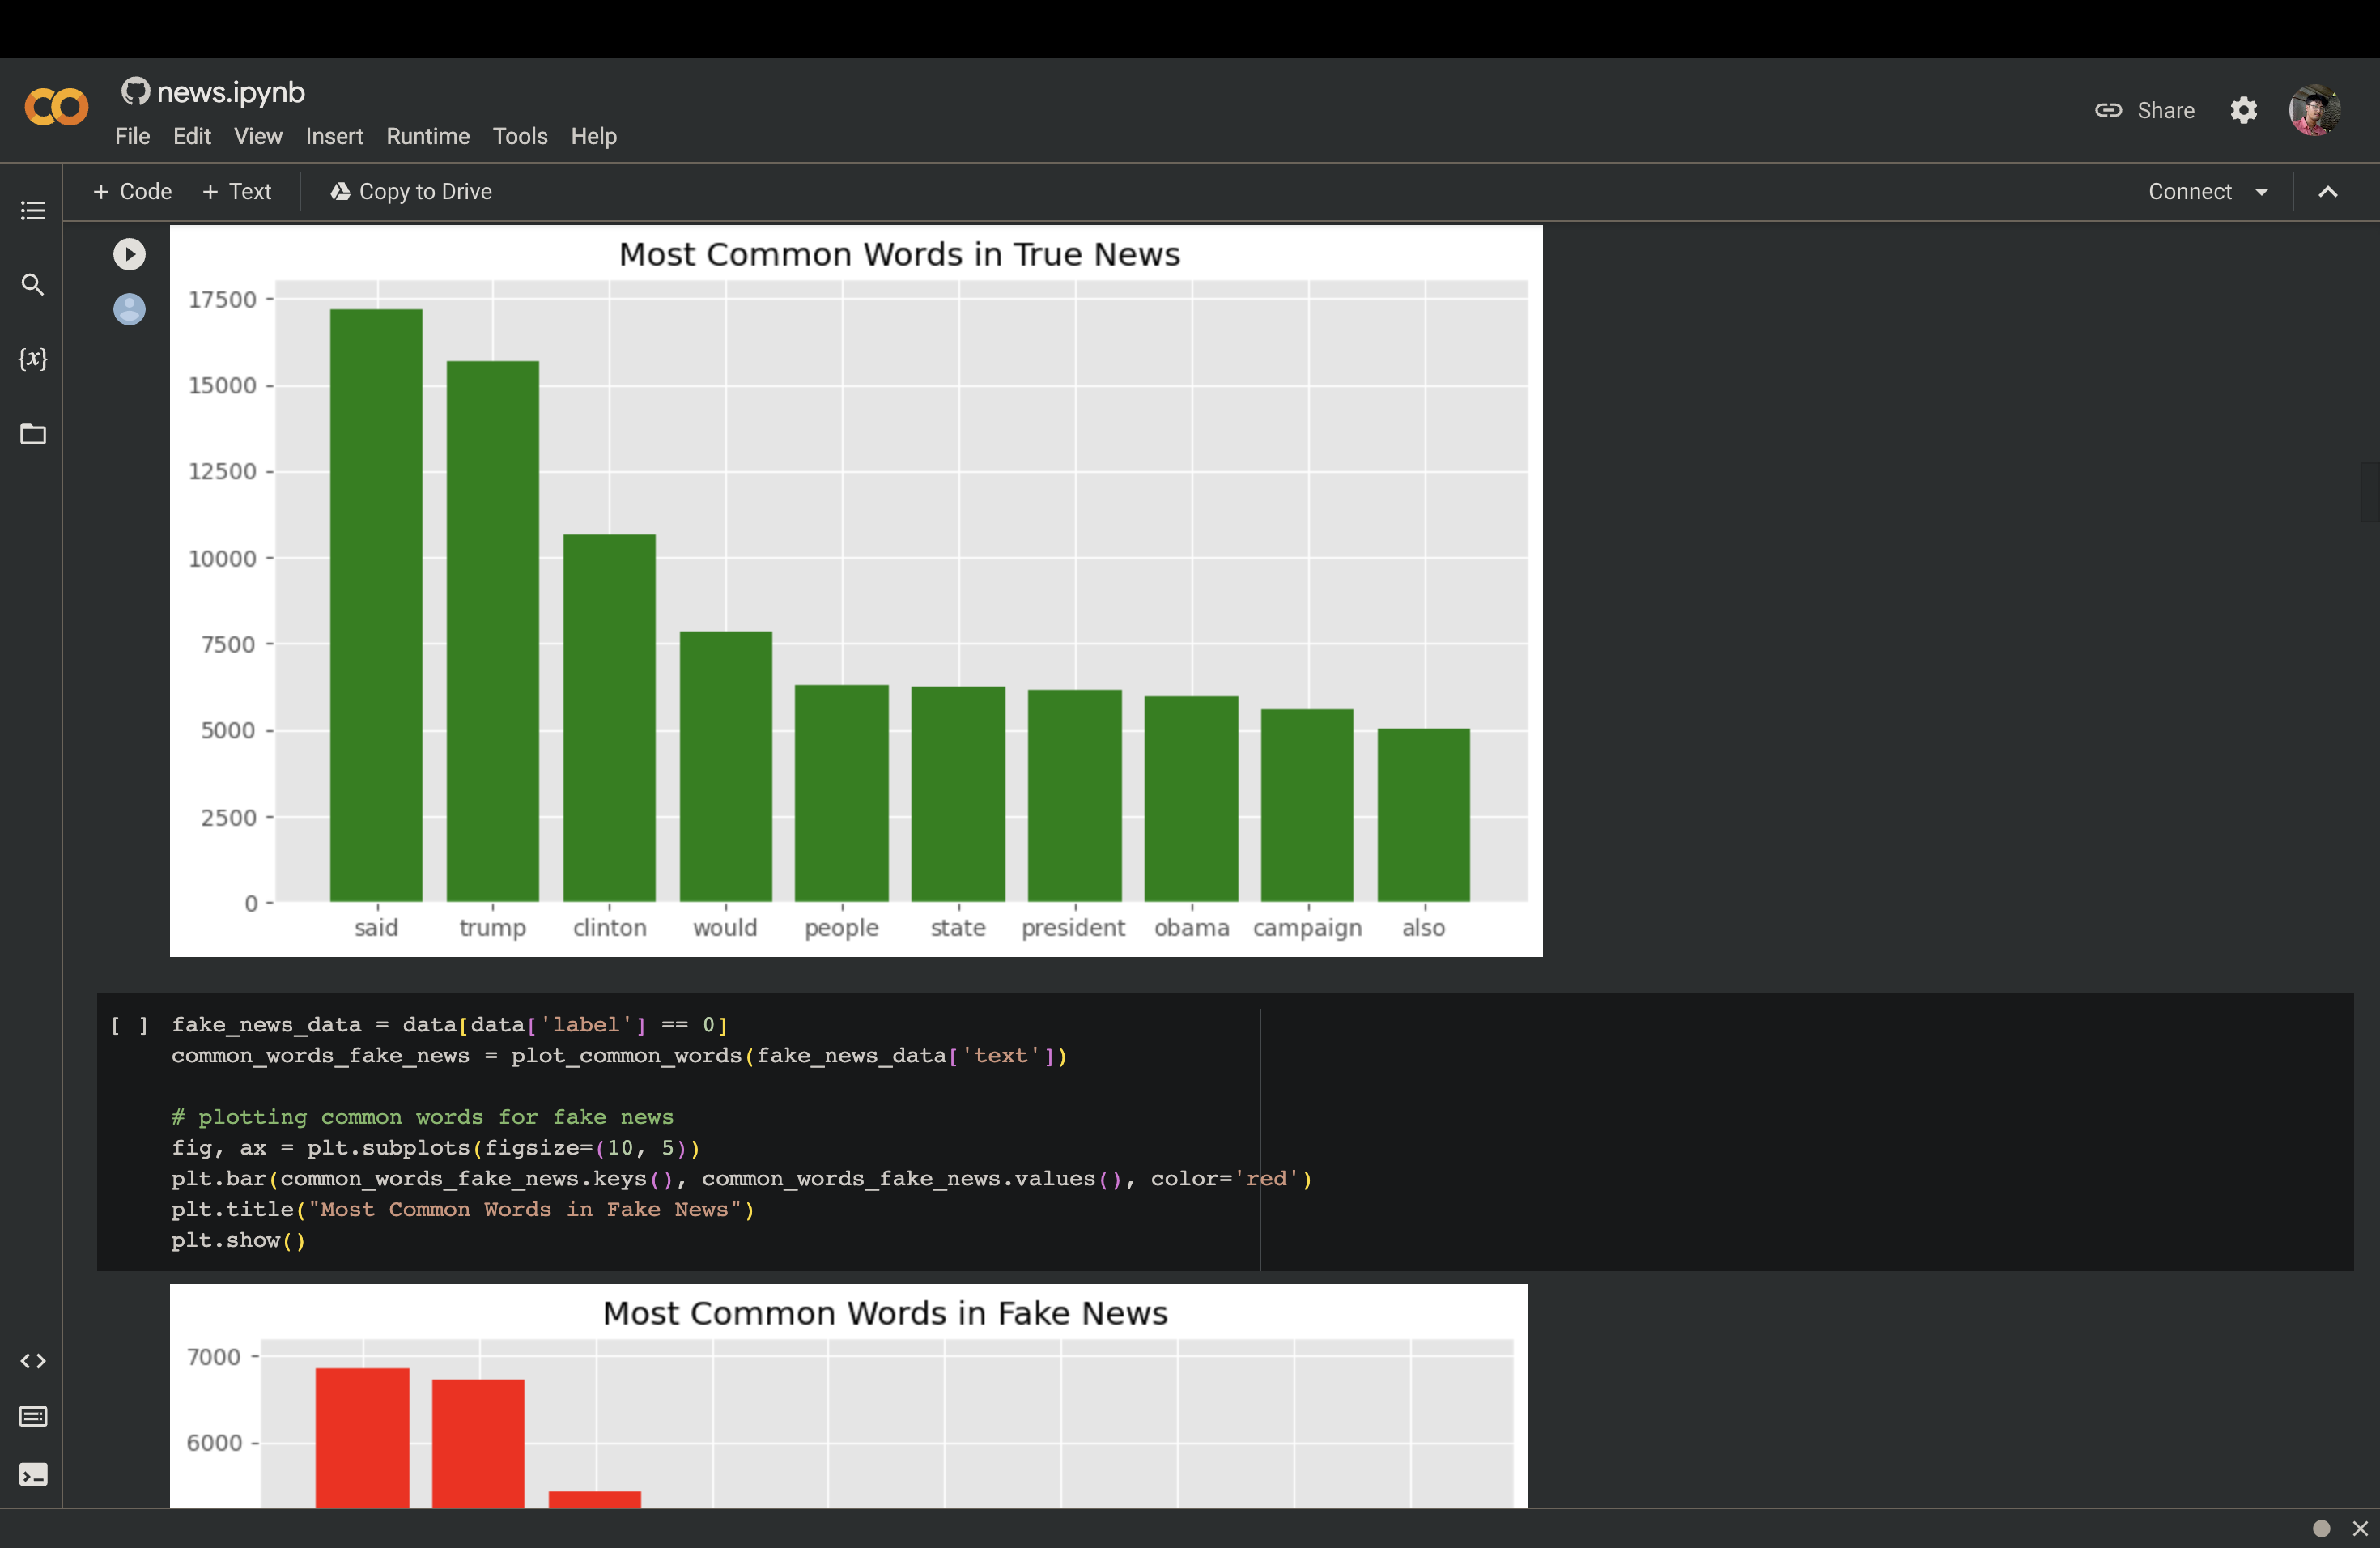 news.ipynb
File Edit View Insert Runtime Tools Help
Share
+ Code + Text Copy to Drive
Connect
{x}
Most Common Words in True News
17500
15000
12500
10000
7500
5000
2500
0
said trump clinton would people state president obama campaign also
[ ] fake_news_data = data[data['label'] == 0]
common_words_fake_news = plot_common_words(fake_news_data['text'])
# plotting common words for fake news
fig, ax = plt.subplots(figsize=(10, 5))
plt.bar(common_words_fake_news.keys(), common_words_fake_news.values(), color='red')
plt.title("Most Common Words in Fake News")
plt.show()
Most Common Words in Fake News
7000
6000